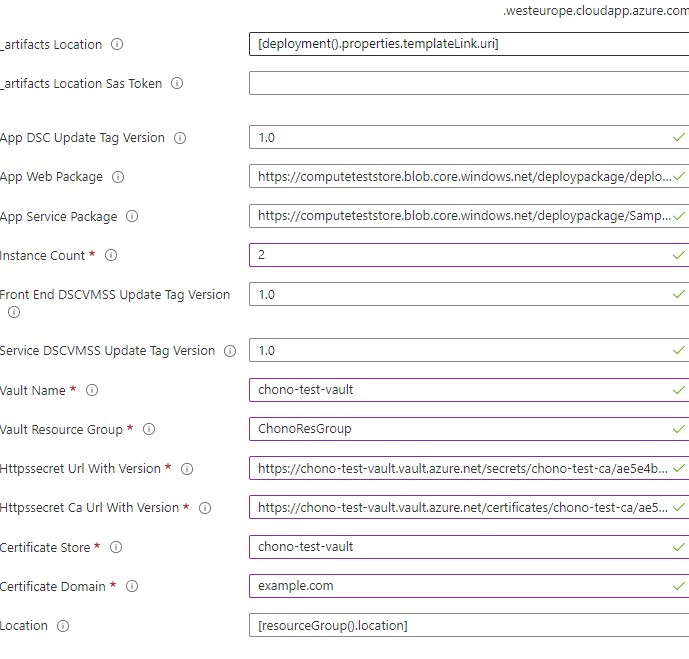 .westeurope.cloudapp.azure.com
_artifacts Location
[deployment().properties.templateLink.uri]
_artifacts Location Sas Token
App DSC Update Tag Version
1.0
App Web Package
https://computeteststore.blob.core.windows.net/deploypackage/deplo...
App Service Package
https://computeteststore.blob.core.windows.net/deploypackage/Samp...
Instance Count *
2
Front End DSCVMSS Update Tag Version
1.0
Service DSCVMSS Update Tag Version
1.0
Vault Name *
chono-test-vault
Vault Resource Group *
ChonoResGroup
Httpssecret Url With Version *
https://chono-test-vault.vault.azure.net/secrets/chono-test-ca/ae5e4b...
Httpssecret Ca Url With Version *
https://chono-test-vault.vault.azure.net/certificates/chono-test-ca/ae5...
Certificate Store *
chono-test-vault
Certificate Domain *
example.com
Location
[resourceGroup().location]